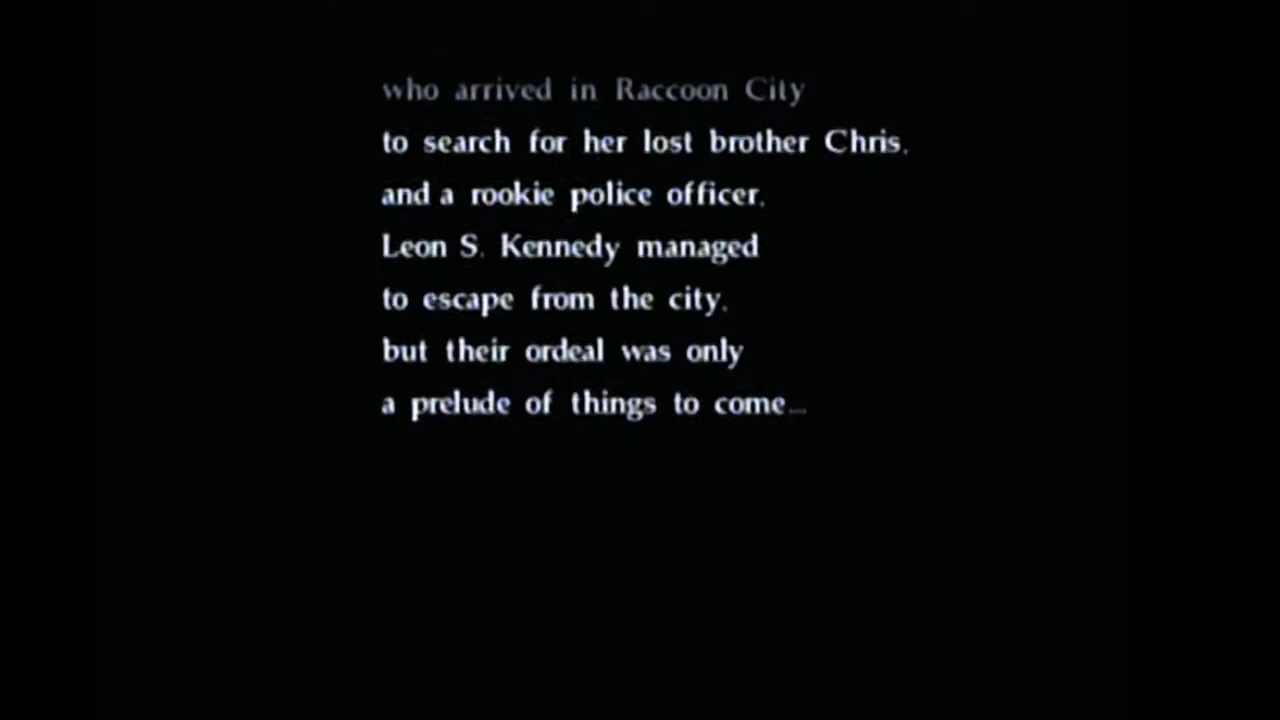 who arrived in Raccoon City
to search for her lost brother Chris,
and a rookie police officer,
Leon S. Kennedy managed
to escape from the city,
but their ordeal was only
a prelude of things to come...